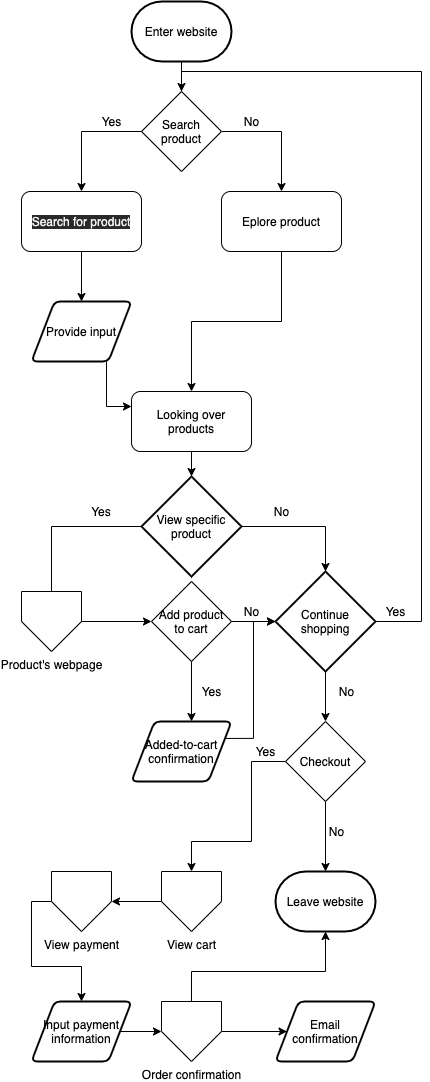 Enter website
Search
product
Yes
No
Search for product
Eplore product
Provide input
Looking over
products
Yes
View specific
product
No
Product's webpage
Add product
to cart
No
Continue
shopping
Yes
Yes
No
Added-to-cart
confirmation
Yes
Checkout
No
View payment
View cart
Leave website
Input payment
information
Order confirmation
Email
confirmation